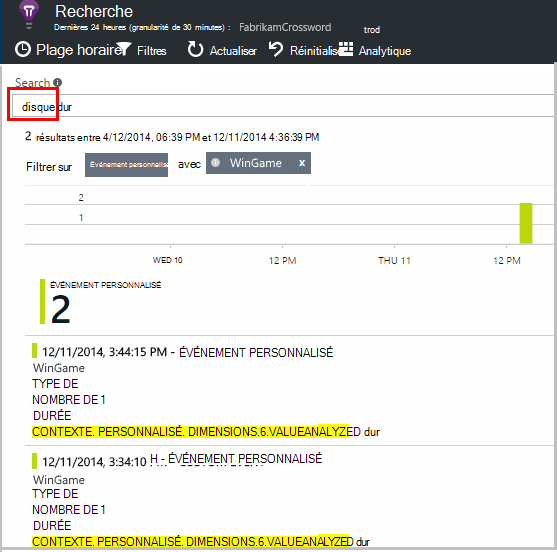 Recherche
Dernières 24 heures (granularité de 30 minutes) : FabrikamCrossword trod
Plage horaire Filtres Actualiser Réinitialise Analytique
Search
disque dur
2 résultats entre 4/12/2014, 06:39 PM et 12/11/2014 4:36:39 PM
Filtrer sur Événement personnalisé avec WinGame x
2
1
WED 10 12 PM THU 11 12 PM
ÉVÉNEMENT PERSONNALISÉ
2
12/11/2014, 3:44:15 PM - ÉVÉNEMENT PERSONNALISÉ
WinGame
TYPE DE
NOMBRE DE 1
DURÉE
CONTEXTE. PERSONNALISÉ. DIMENSIONS.6.VALUEANALYZED dur
12/11/2014, 3:34:10 H - ÉVÉNEMENT PERSONNALISÉ
WinGame
TYPE DE
NOMBRE DE 1
DURÉE
CONTEXTE. PERSONNALISÉ. DIMENSIONS.6.VALUEANALYZED dur